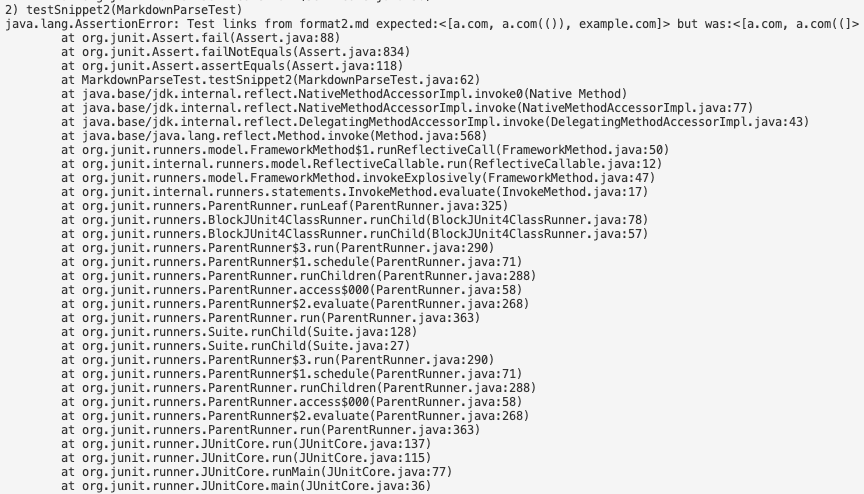 2) testSnippet2(MarkdownParseTest)
java.lang.AssertionError: Test links from format2.md expected:<[a.com, a.com(()), example.com]> but was:<[a.com, a.com((]>
at org.junit.Assert.fail(Assert.java:88)
at org.junit.Assert.failNotEquals(Assert.java:834)
at org.junit.Assert.assertEquals(Assert.java:118)
at MarkdownParseTest.testSnippet2(MarkdownParseTest.java:62)
at java.base/jdk.internal.reflect.NativeMethodAccessorImpl.invoke0(Native Method)
at java.base/jdk.internal.reflect.NativeMethodAccessorImpl.invoke(NativeMethodAccessorImpl.java:77)
at java.base/jdk.internal.reflect.DelegatingMethodAccessorImpl.invoke(DelegatingMethodAccessorImpl.java:43)
at java.base/java.lang.reflect.Method.invoke(Method.java:568)
at org.junit.runners.model.FrameworkMethod$1.runReflectiveCall(FrameworkMethod.java:50)
at org.junit.internal.runners.model.ReflectiveCallable.run(ReflectiveCallable.java:12)
at org.junit.runners.model.FrameworkMethod.invokeExplosively(FrameworkMethod.java:47)
at org.junit.internal.runners.statements.InvokeMethod.evaluate(InvokeMethod.java:17)
at org.junit.runners.ParentRunner.runLeaf(ParentRunner.java:325)
at org.junit.runners.BlockJUnit4ClassRunner.runChild(BlockJUnit4ClassRunner.java:78)
at org.junit.runners.BlockJUnit4ClassRunner.runChild(BlockJUnit4ClassRunner.java:57)
at org.junit.runners.ParentRunner$3.run(ParentRunner.java:290)
at org.junit.runners.ParentRunner$1.schedule(ParentRunner.java:71)
at org.junit.runners.ParentRunner.runChildren(ParentRunner.java:288)
at org.junit.runners.ParentRunner.access$000(ParentRunner.java:58)
at org.junit.runners.ParentRunner$2.evaluate(ParentRunner.java:268)
at org.junit.runners.ParentRunner.run(ParentRunner.java:363)
at org.junit.runners.Suite.runChild(Suite.java:128)
at org.junit.runners.Suite.runChild(Suite.java:27)
at org.junit.runners.ParentRunner$3.run(ParentRunner.java:290)
at org.junit.runners.ParentRunner$1.schedule(ParentRunner.java:71)
at org.junit.runners.ParentRunner.runChildren(ParentRunner.java:288)
at org.junit.runners.ParentRunner.access$000(ParentRunner.java:58)
at org.junit.runners.ParentRunner$2.evaluate(ParentRunner.java:268)
at org.junit.runners.ParentRunner.run(ParentRunner.java:363)
at org.junit.runner.JUnitCore.run(JUnitCore.java:137)
at org.junit.runner.JUnitCore.run(JUnitCore.java:115)
at org.junit.runner.JUnitCore.runMain(JUnitCore.java:77)
at org.junit.runner.JUnitCore.main(JUnitCore.java:36)